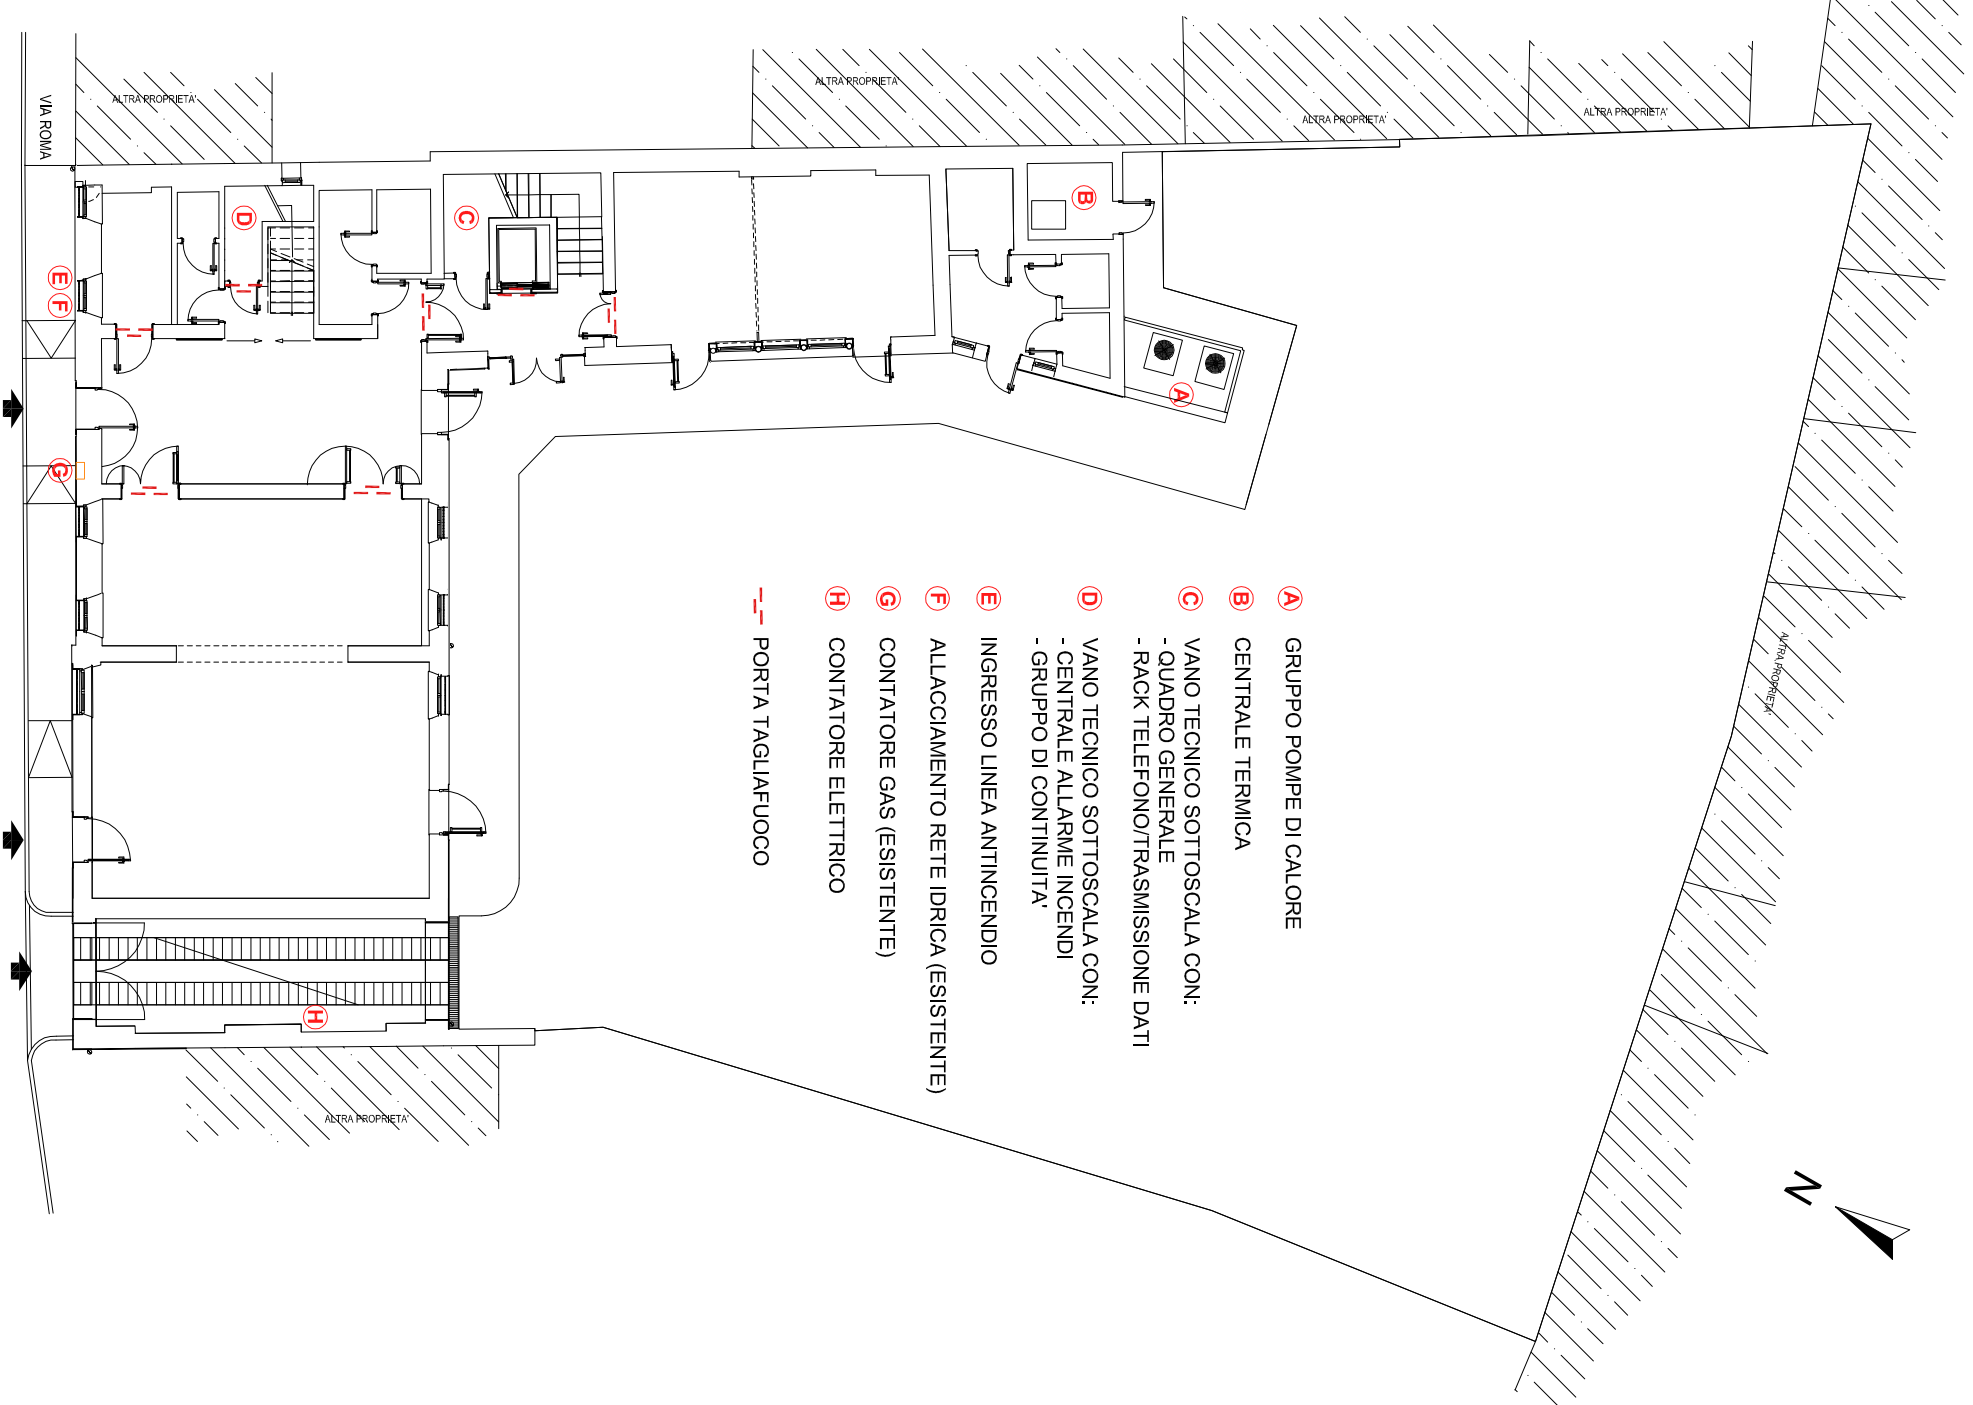 VIA ROMA
ALTRA PROPRIETA'
ALTRA PROPRIETA'
ALTRA PROPRIETA'
ALTRA PROPRIETA'
ALTRA PROPRIETA'
ALTRA PROPRIETA'
A
B
C
D
E
F
G
H
A GRUPPO POMPE DI CALORE
B CENTRALE TERMICA
C VANO TECNICO SOTTOSCALA CON:
- QUADRO GENERALE
- RACK TELEFONO/TRASMISSIONE DATI
D VANO TECNICO SOTTOSCALA CON:
- CENTRALE ALLARME INCENDI
- GRUPPO DI CONTINUITA'
E INGRESSO LINEA ANTINCENDIO
F ALLACCIAMENTO RETE IDRICA (ESISTENTE)
G CONTATORE GAS (ESISTENTE)
H CONTATORE ELETTRICO
PORTA TAGLIAFUOCO
N